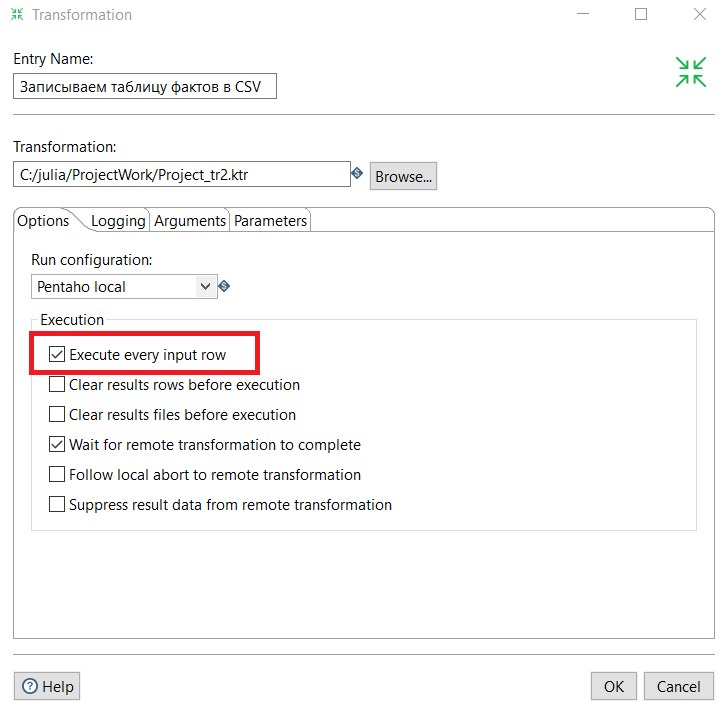 Transformation
Entry Name:
Записываем таблицу фактов в CSV
Transformation:
C:/julia/ProjectWork/Project_tr2.ktr
Browse...
Options Logging Arguments Parameters
Run configuration:
Pentaho local
Execution
Execute every input row
Clear results rows before execution
Clear results files before execution
Wait for remote transformation to complete
Follow local abort to remote transformation
Suppress result data from remote transformation
Help OK Cancel